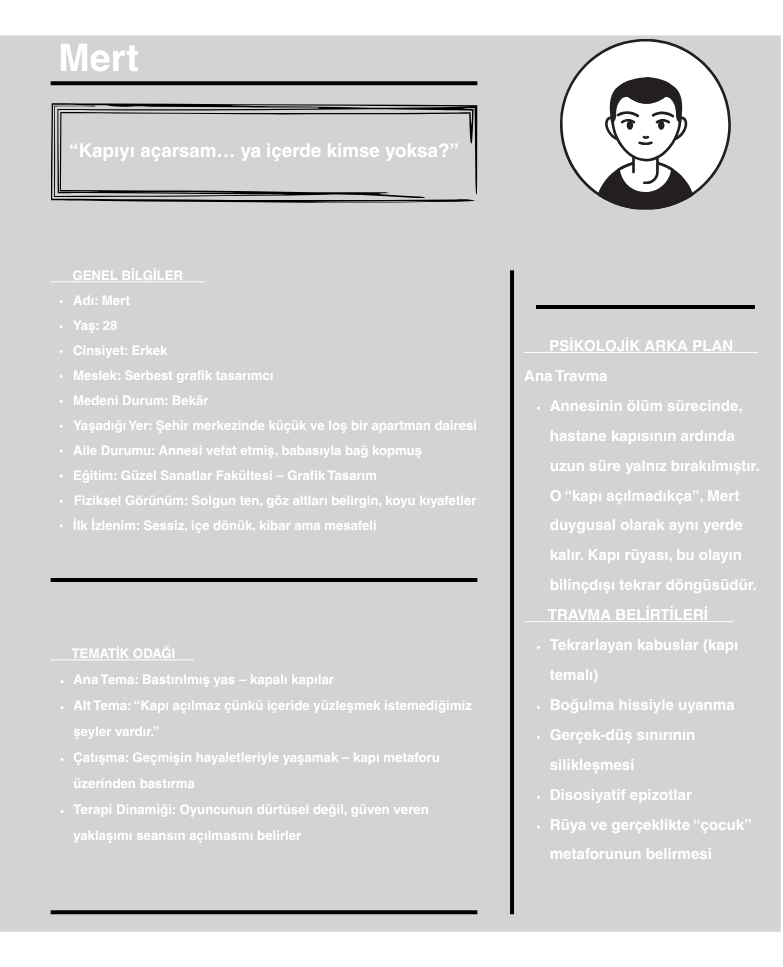 Mert
“Kapıyı açarsam… ya içerde kimse yoksa?”
GENEL BİLGİLER
• Adı: Mert
• Yaş: 28
• Cinsiyet: Erkek
• Meslek: Serbest grafik tasarımcı
• Medeni Durum: Bekâr
• Yaşadığı Yer: Şehir merkezinde küçük ve loş bir apartman dairesi
• Aile Durumu: Annesi vefat etmiş, babasıyla bağ kopmuş
• Eğitim: Güzel Sanatlar Fakültesi – Grafik Tasarım
• Fiziksel Görünüm: Solgun ten, göz altları belirgin, koyu kıyafetler
• İlk İzlenim: Sessiz, içe dönük, kibar ama mesafeli
TEMATİK ODAĞI
• Ana Tema: Bastırılmış yas – kapalı kapılar
• Alt Tema: “Kapı açılmaz çünkü içeride yüzleşmek istemediğimiz
şeyler vardır.”
• Çatışma: Geçmişin hayaletleriyle yaşamak – kapı metaforu
üzerinden bastırma
• Terapi Dinamiği: Oyuncunun dürtüsel değil, güven veren
yaklaşımı seansın açılmasını belirler
PSİKOLOJİK ARKA PLAN
Ana Travma
• Annesinin ölüm sürecinde,
hastane kapısının ardında
uzun süre yalnız bırakılmıştır.
O “kapı açılmadıkça”, Mert
duygusal olarak aynı yerde
kalır. Kapı rüyası, bu olayın
bilinçdışı tekrar döngüsüdür.
TRAVMA BELİRTİLERİ
• Tekrarlayan kabuslar (kapı
temalı)
• Boğulma hissiyle uyanma
• Gerçek-düş sınırının
silikleşmesi
• Disosiyatif epizotlar
• Rüya ve gerçeklikte “çocuk”
metaforunun belirmesi